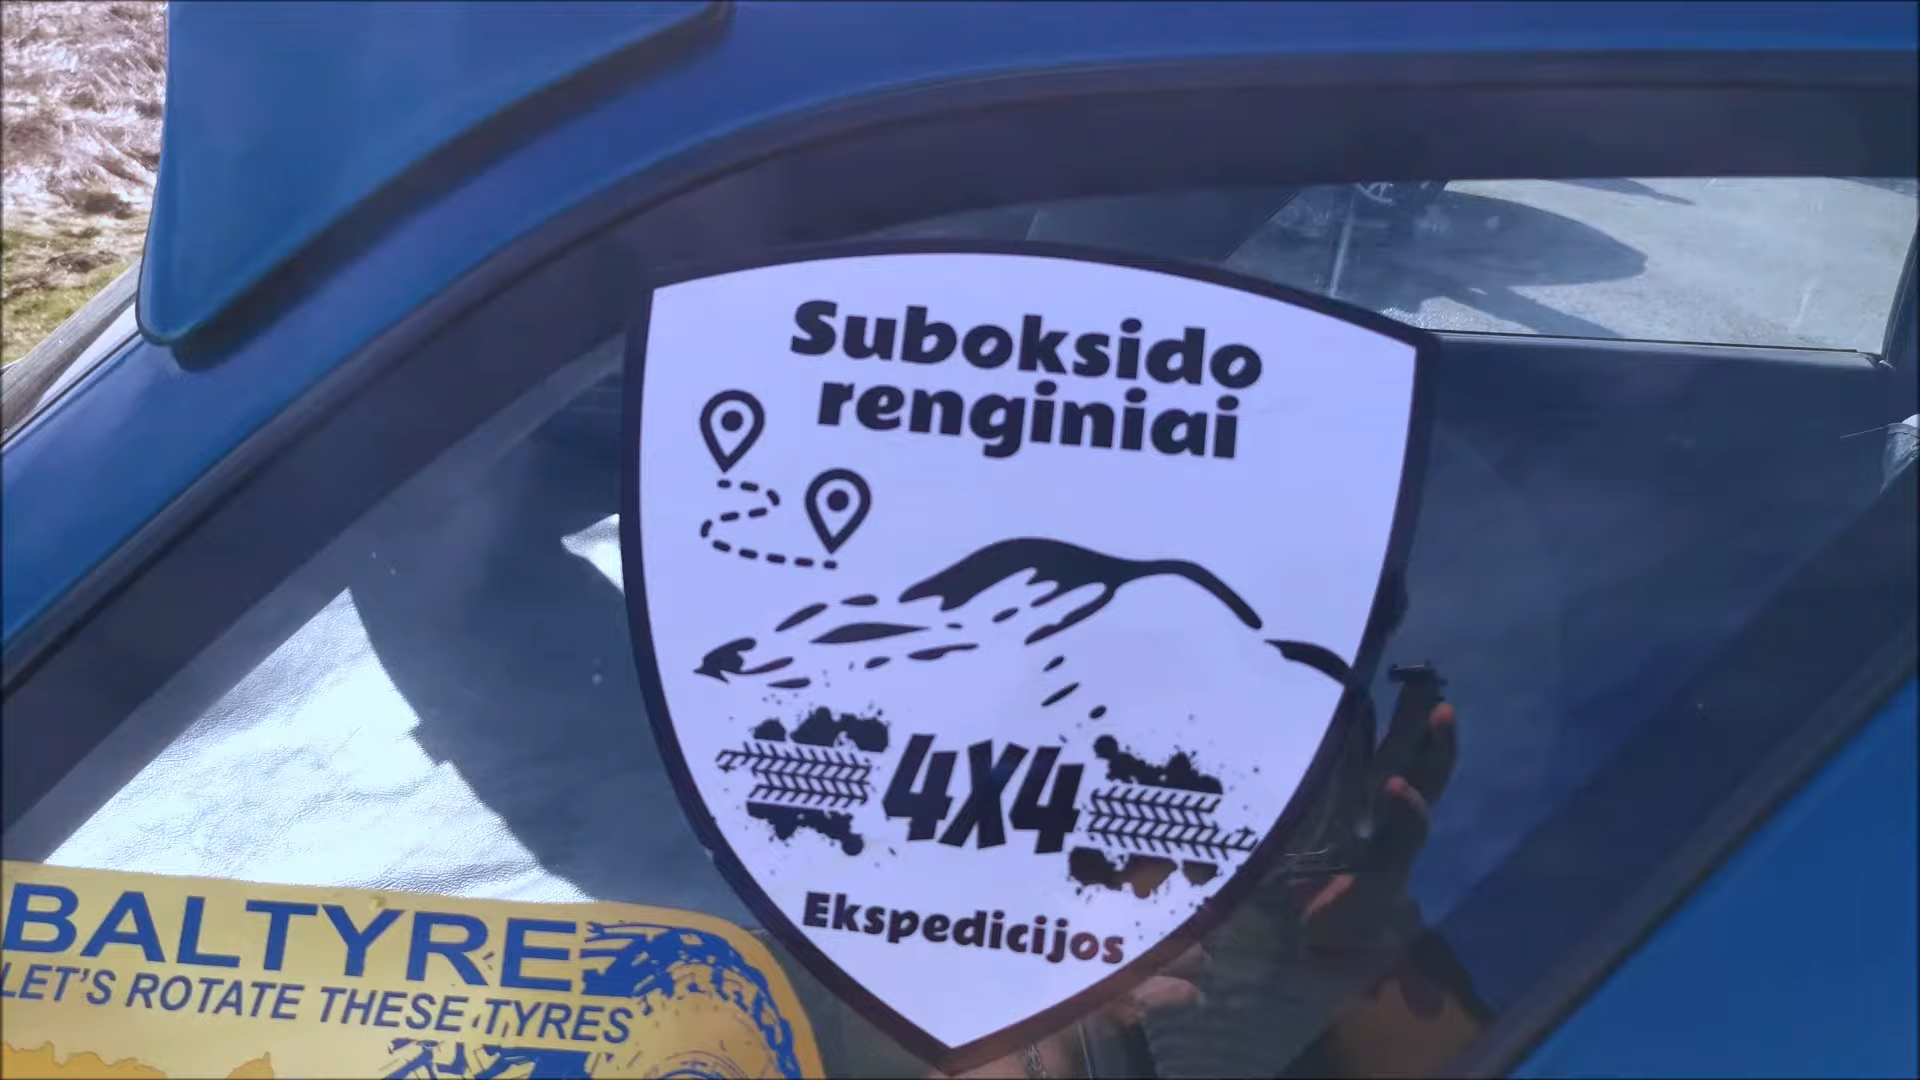 Suboksido
renginiai
4X4
Ekspedicijos
BALTYRE
LET'S ROTATE THESE TYRES